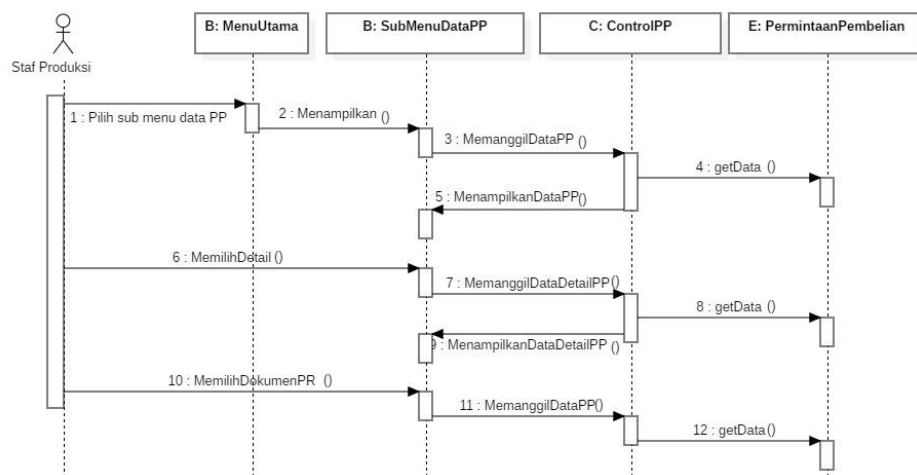 B: MenuUtama
B: SubMenuDataPP
C: ControlPP
E: PermintaanPembelian
Staf Produksi
1 : Pilih sub menu data PP
2 : Menampilkan ()
3 : MemanggilDataPP ()
4 : getData ()
5 : MenampilkanDataPP()
6 : MemilihDetail ()
7 : MemanggilDataDetailPP()
8 : getData ()
9 : MenampilkanDataDetailPP ()
10 : MemilihDokumenPR ()
11 : MemanggilDataPP()
12 : getData()